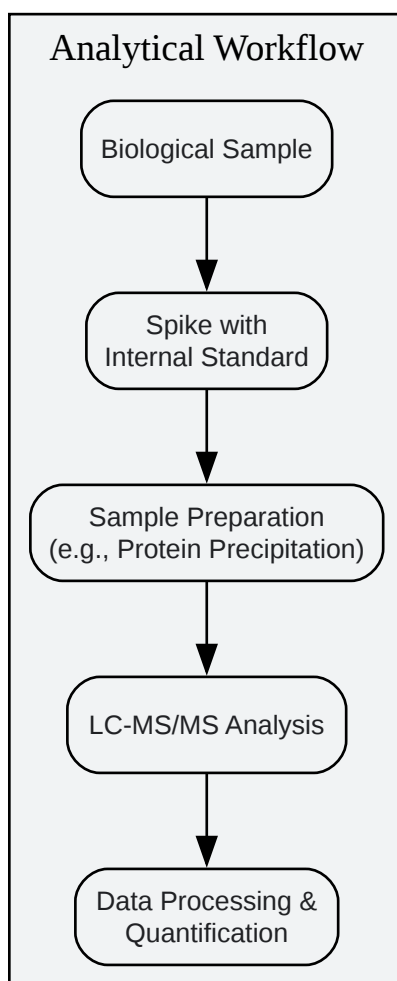 Analytical Workflow
Biological Sample
Spike with
Internal Standard
Sample Preparation
(e.g., Protein Precipitation)
LC-MS/MS Analysis
Data Processing &
Quantification